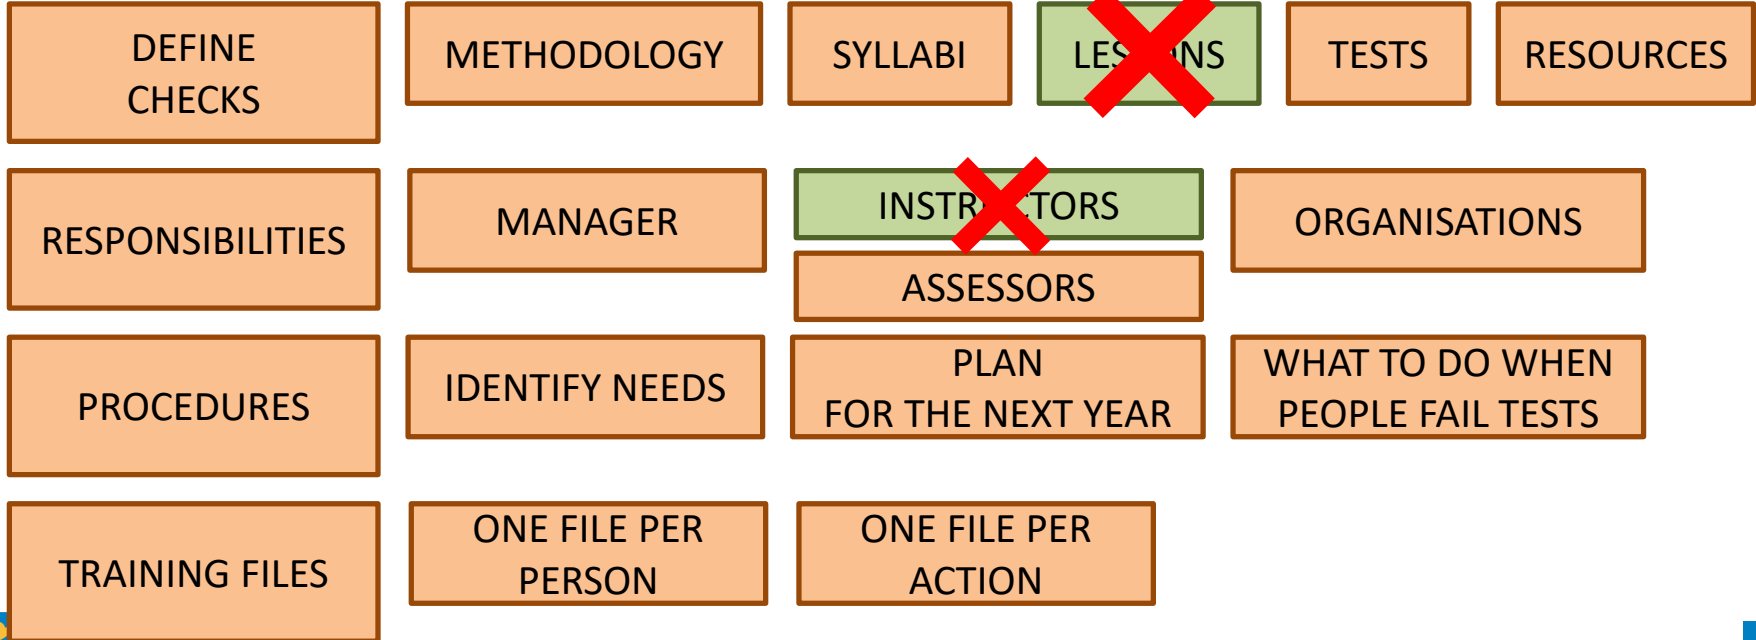 DEFINE
CHECKS
METHODOLOGY
SYLLABI
TESTS
RESOURCES
RESPONSIBILITIES
MANAGER
ORGANISATIONS
ASSESSORS
PROCEDURES
IDENTIFY NEEDS
PLAN
FOR THE NEXT YEAR
WHAT TO DO WHEN
PEOPLE FAIL TESTS
TRAINING FILES
ONE FILE PER
PERSON
ONE FILE PER
ACTION